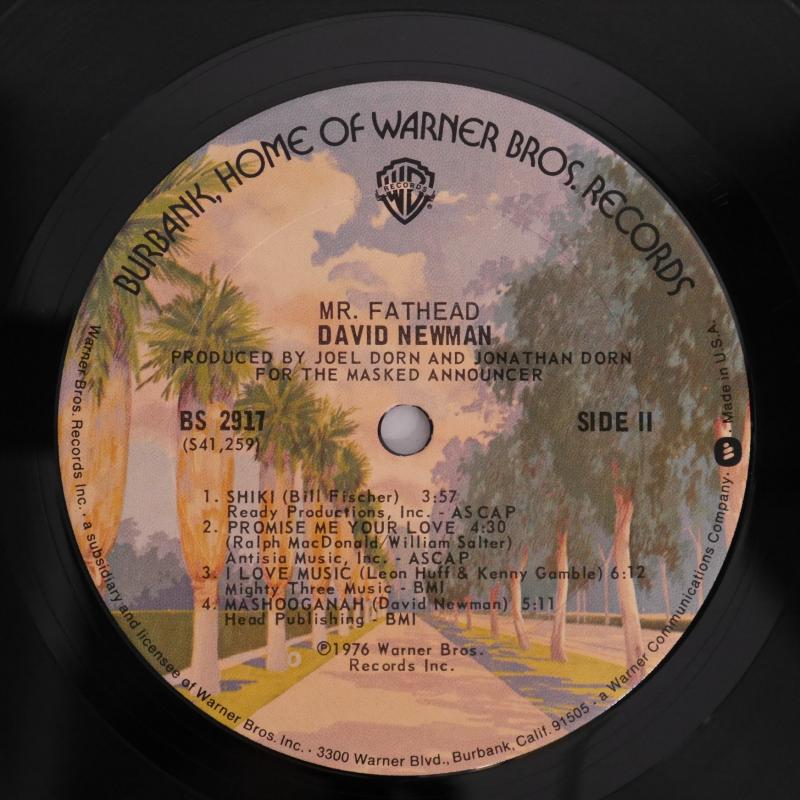 BURBANK, HOME OF WARNER BROS. RECORDS
WB RECORDS ®
MR. FATHEAD
DAVID NEWMAN
PRODUCED BY JOEL DORN AND JONATHAN DORN
FOR THE MASKED ANNOUNCER
BS 2917
(S41,259)
SIDE II
1. SHIKI (Bill Fischer) 3:57
Ready Productions, Inc. - ASCAP
2. PROMISE ME YOUR LOVE 4:30
(Ralph MacDonald/William Salter)
Antisia Music, Inc. - ASCAP
3. I LOVE MUSIC (Leon Huff & Kenny Gamble) 6:12
Mighty Three Music - BMI
4. MASHOOGANAH (David Newman) 5:11
Head Publishing - BMI
℗1976 Warner Bros.
Records Inc.
Warner Bros. Records Inc. · a subsidiary and licensee of Warner Bros. Inc. · 3300 Warner Blvd., Burbank, Calif. 91505 · a Warner Communications Company · Made in U.S.A.